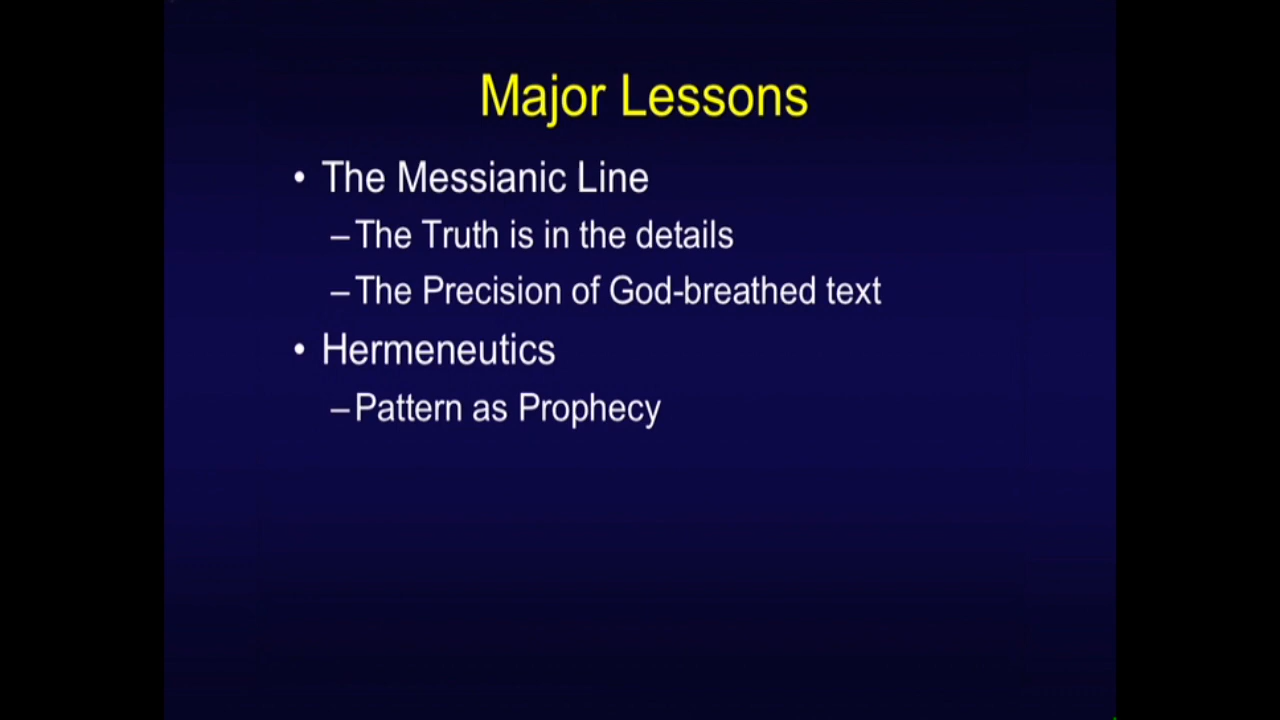 Major Lessons
• The Messianic Line
–The Truth is in the details
–The Precision of God-breathed text
• Hermeneutics
–Pattern as Prophecy